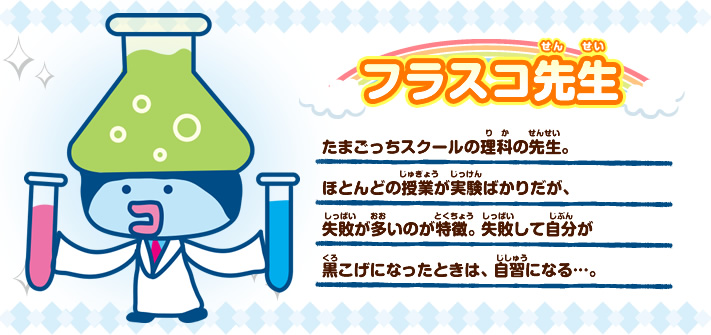 フラスコ先生
たまごっちスクールの理科の先生。
ほとんどの授業が実験ばかりだが、
失敗が多いのが特徴。失敗して自分が
黒こげになったときは、自習になる…。